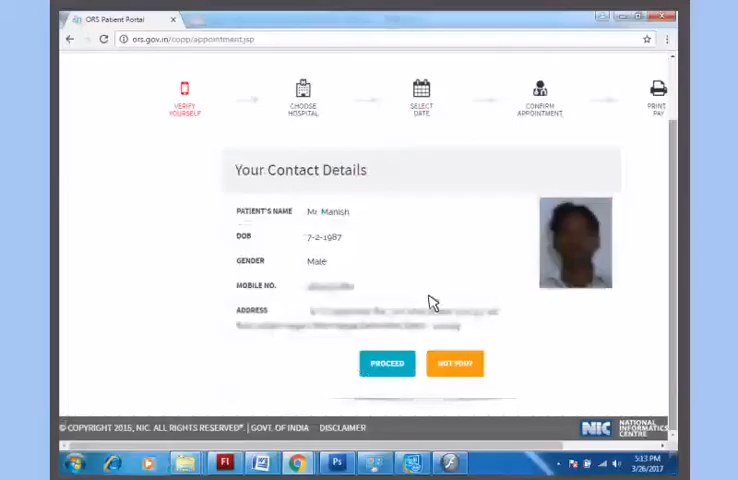 ORS Patient Portal
ors.gov.in/copp/appointment.jsp
VERIFY
YOURSELF
CHOOSE
HOSPITAL
SELECT
DATE
CONFIRM
APPOINTMENT
PRINT,
PAY
Your Contact Details
PATIENT'S NAME Mr Manish
DOB 7-2-1987
GENDER Male
MOBILE NO.
ADDRESS
PROCEED
NOT YOU?
© COPYRIGHT 2015, NIC. ALL RIGHTS RESERVED*. | GOVT. OF INDIA DISCLAIMER
NIC NATIONAL
INFORMATICS
CENTRE
Fl
W
Ps
5:13 PM
3/26/2017